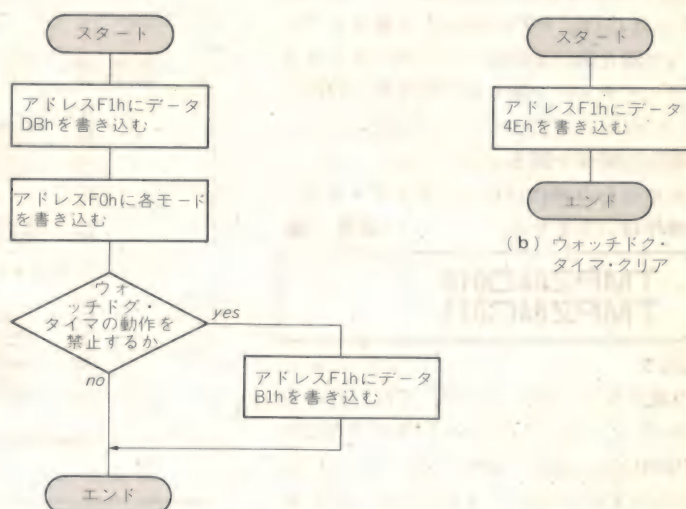 スタート
アドレスF1hにデータ
DBhを書き込む
アドレスF0hに各モード
を書き込む
ウォ
ッチドグ・
タイマの動作を
禁止するか
yes
no
アドレスF1hにデータ
B1hを書き込む
エンド
スタート
アドレスF1hにデータ
4Ehを書き込む
エンド
(b) ウォッチドク・
タイマ・クリア